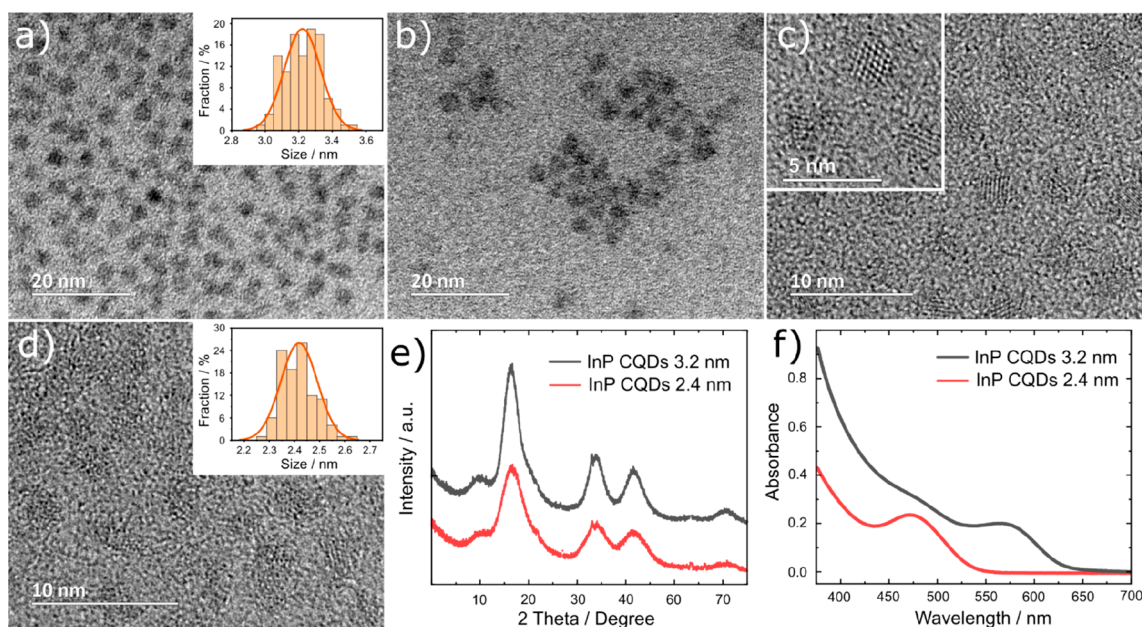 a)
20
16
12
8
4
0
Fraction / %
2.8 3.0 3.2 3.4 3.6
Size / nm
20 nm
b)
20 nm
c)
5 nm
10 nm
d)
30
24
18
12
6
0
Fraction / %
2.2 2.3 2.4 2.5 2.6 2.7
Size / nm
10 nm
e)
InP CQDs 3.2 nm
InP CQDs 2.4 nm
Intensity / a.u.
10 20 30 40 50 60 70
2 Theta / Degree
f)
InP CQDs 3.2 nm
InP CQDs 2.4 nm
Absorbance
0.8
0.6
0.4
0.2
0.0
400 450 500 550 600 650 700
Wavelength / nm